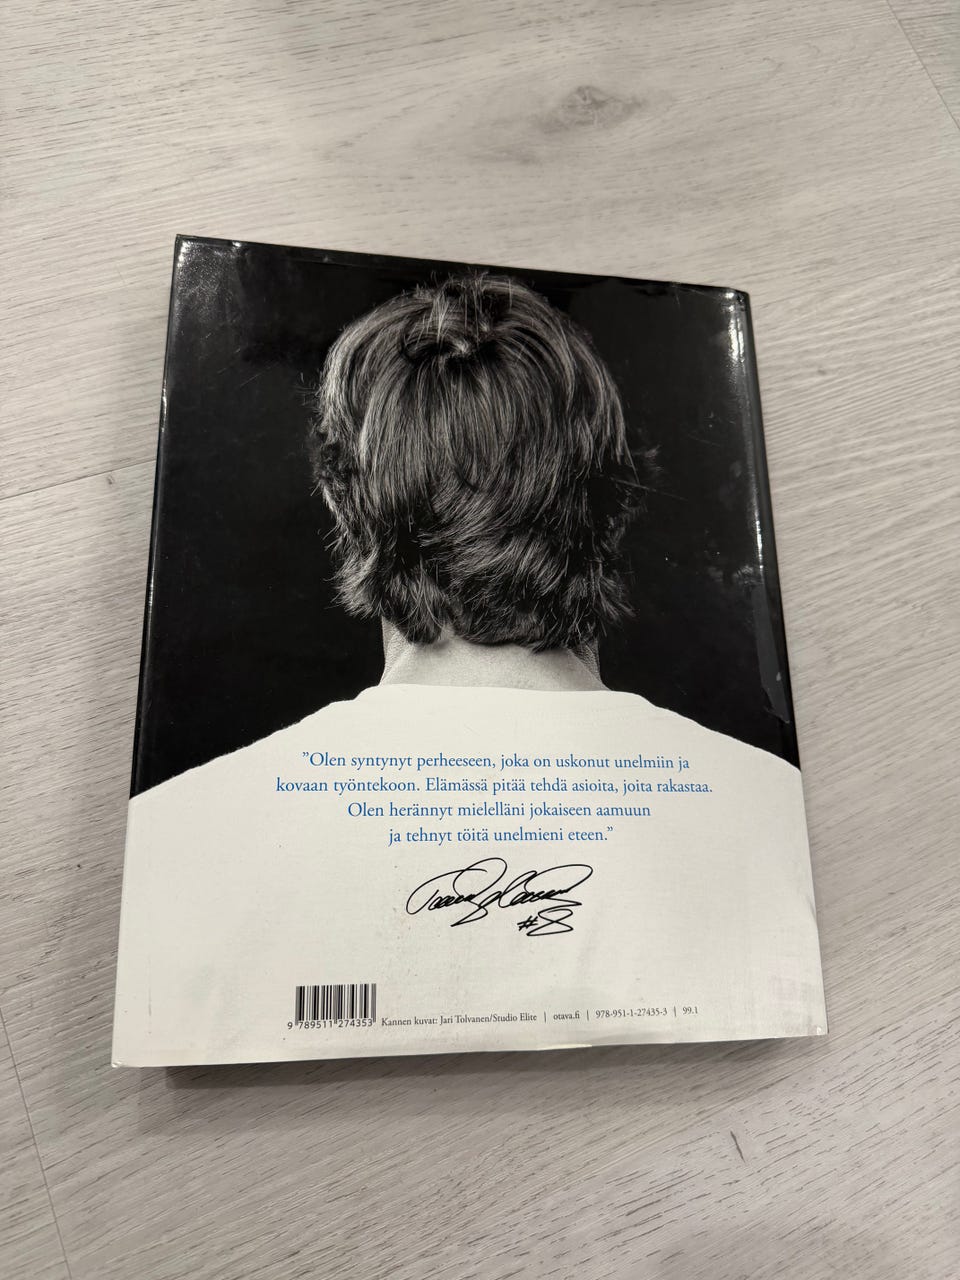 ”Olen syntynyt perheeseen, joka on uskonut unelmiin ja
kovaan työntekoon. Elämässä pitää tehdä asioita, joita rakastaa.
Olen herännyt mielelläni jokaiseen aamuun
ja tehnyt töitä unelmieni eteen.”
#8
9 789511 274353
Kannen kuvat: Jari Tolvanen/Studio Elite | otava.fi | 978-951-1-27435-3 | 99.1